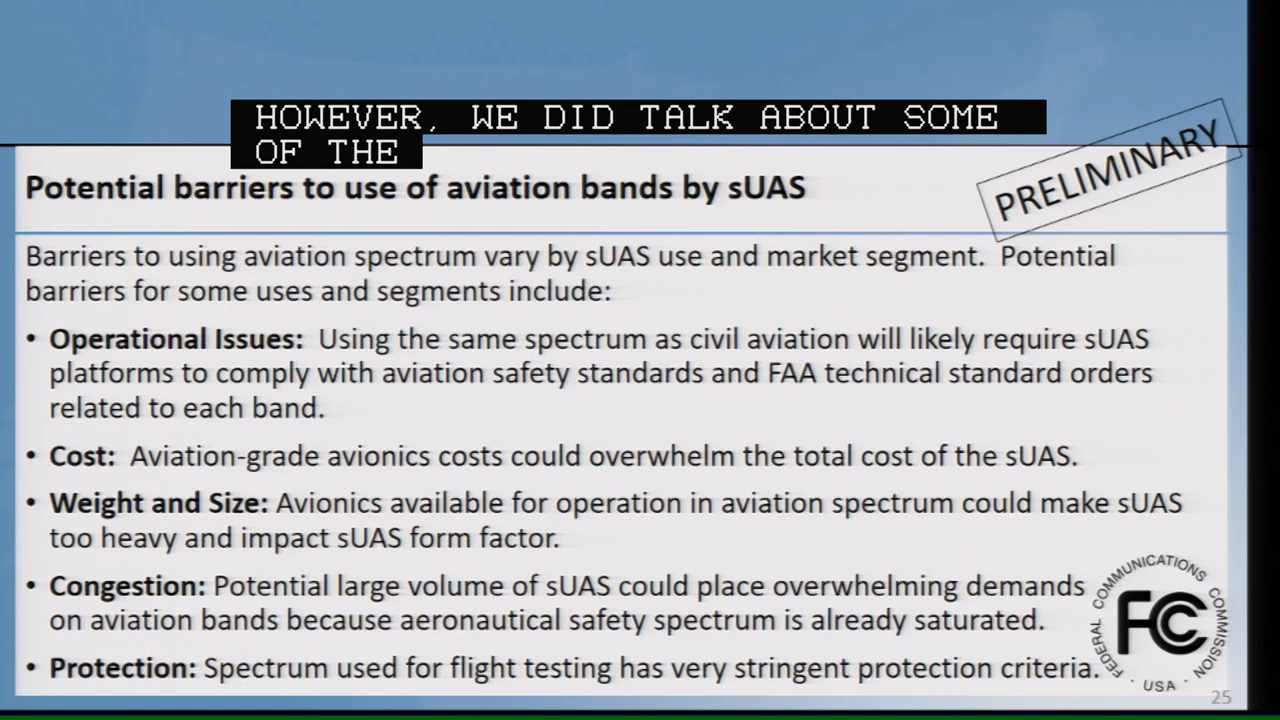 HOWEVER, WE DID TALK ABOUT SOME
OF THE
PRELIMINARY
Potential barriers to use of aviation bands by sUAS
Barriers to using aviation spectrum vary by sUAS use and market segment.  Potential
barriers for some uses and segments include:
• Operational Issues:  Using the same spectrum as civil aviation will likely require sUAS
platforms to comply with aviation safety standards and FAA technical standard orders
related to each band.
• Cost:  Aviation-grade avionics costs could overwhelm the total cost of the sUAS.
• Weight and Size: Avionics available for operation in aviation spectrum could make sUAS
too heavy and impact sUAS form factor.
• Congestion: Potential large volume of sUAS could place overwhelming demands
on aviation bands because aeronautical safety spectrum is already saturated.
• Protection: Spectrum used for flight testing has very stringent protection criteria.
FEDERAL COMMUNICATIONS COMMISSION
FCC
· USA ·
25